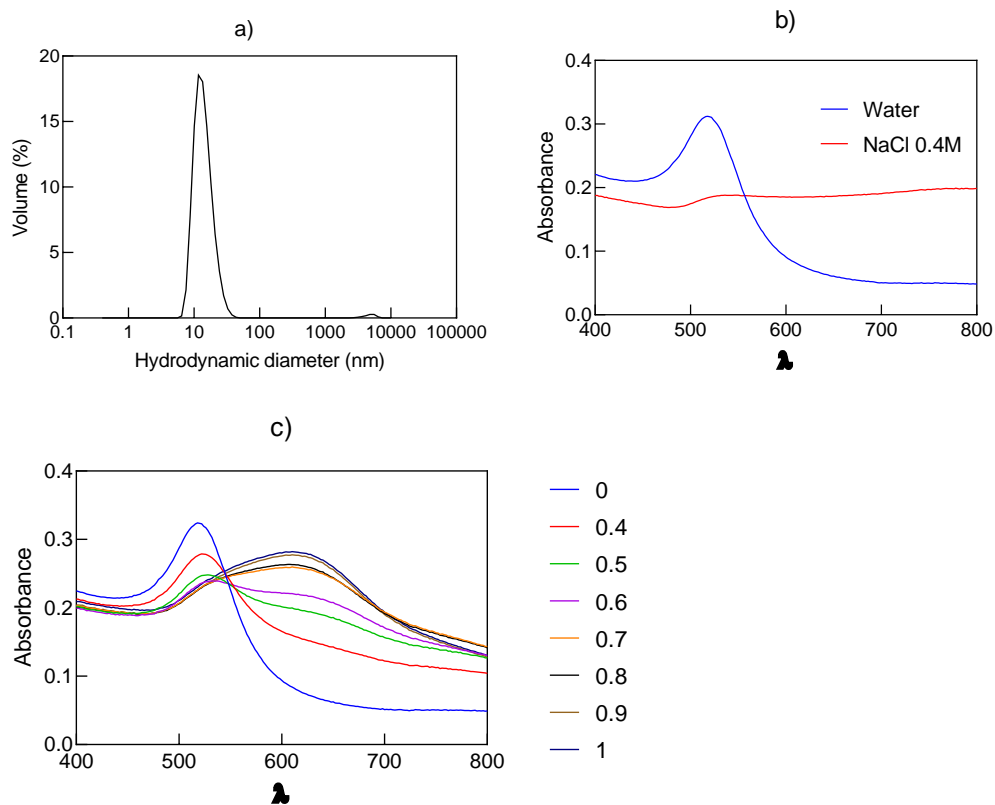 a)
20
15
10
5
0
Volume (%)
0.1 1 10 100 1000 10000 100000
Hydrodynamic diameter (nm)
b)
0.4
0.3
0.2
0.1
0.0
Absorbance
Water
NaCl 0.4M
400 500 600 700 800
λ
c)
0.4
0.3
0.2
0.1
0.0
Absorbance
400 500 600 700 800
λ
0
0.4
0.5
0.6
0.7
0.8
0.9
1